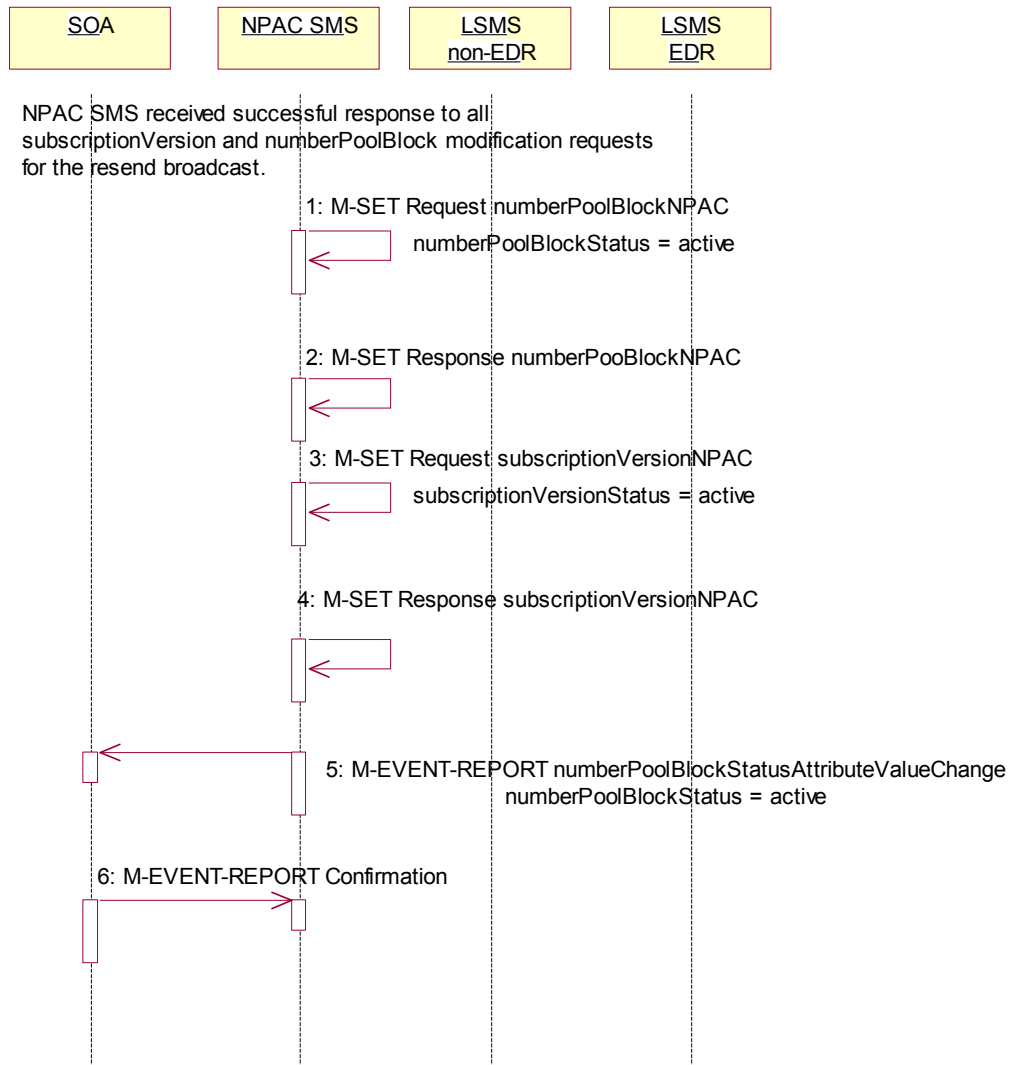 SOA
NPAC SMS
LSMS
non-EDR
LSMS
EDR
NPAC SMS received successful response to all
subscriptionVersion and numberPoolBlock modification requests
for the resend broadcast.
1: M-SET Request numberPoolBlockNPAC
numberPoolBlockStatus = active
2: M-SET Response numberPooBlockNPAC
3: M-SET Request subscriptionVersionNPAC
subscriptionVersionStatus = active
4: M-SET Response subscriptionVersionNPAC
5: M-EVENT-REPORT numberPoolBlockStatusAttributeValueChange
numberPoolBlockStatus = active
6: M-EVENT-REPORT Confirmation